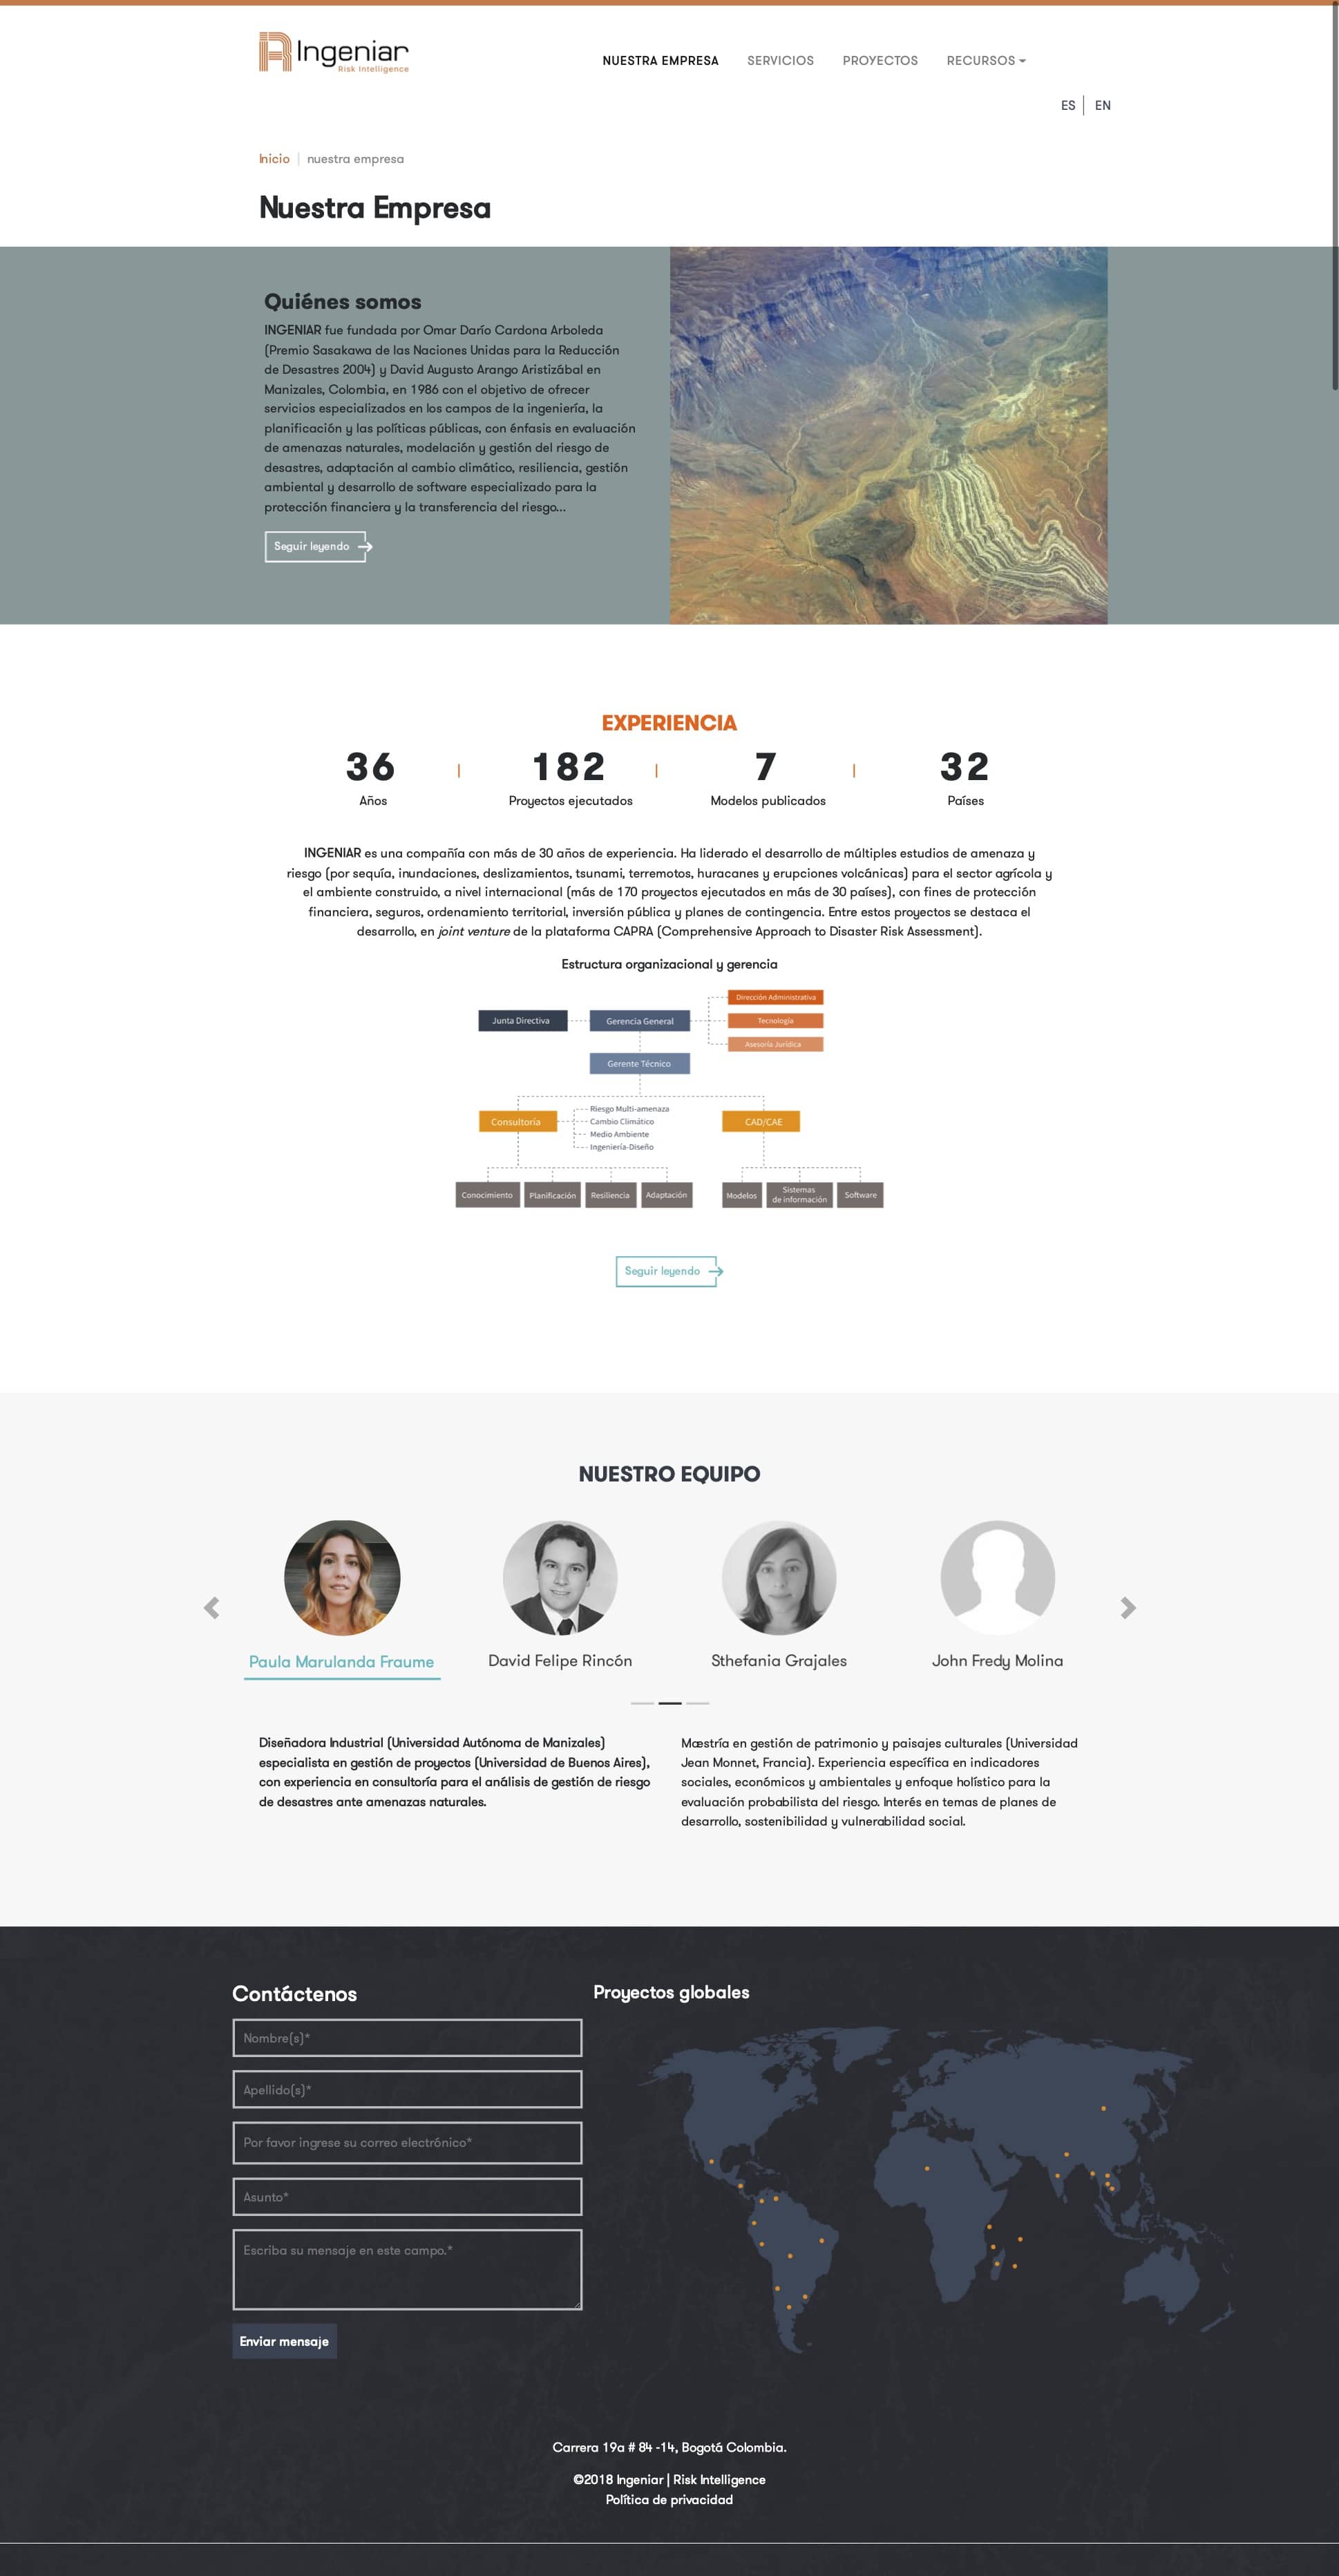 Ingeniar
Risk Intelligence
NUESTRA EMPRESA SERVICIOS PROYECTOS RECURSOS
ES EN
Inicio nuestra empresa
Nuestra Empresa
Quiénes somos
INGENIAR fue fundada por Omar Darío Cardona Arboleda
(Premio Sasakawa de las Naciones Unidas para la Reducción
de Desastres 2004) y David Augusto Arango Aristizábal en
Manizales, Colombia, en 1986 con el objetivo de ofrecer
servicios especializados en los campos de la ingeniería, la
planificación y las políticas públicas, con énfasis en evaluación
de amenazas naturales, modelación y gestión del riesgo de
desastres, adaptación al cambio climático, resiliencia, gestión
ambiental y desarrollo de software especializado para la
protección financiera y la transferencia del riesgo...
Seguir leyendo
EXPERIENCIA
36 182 7 32
Años Proyectos ejecutados Modelos publicados Países
INGENIAR es una compañía con más de 30 años de experiencia. Ha liderado el desarrollo de múltiples estudios de amenaza y
riesgo (por sequía, inundaciones, deslizamientos, tsunami, terremotos, huracanes y erupciones volcánicas) para el sector agrícola y
el ambiente construido, a nivel internacional (más de 170 proyectos ejecutados en más de 30 países), con fines de protección
financiera, seguros, ordenamiento territorial, inversión pública y planes de contingencia. Entre estos proyectos se destaca el
desarrollo, en joint venture de la plataforma CAPRA (Comprehensive Approach to Disaster Risk Assessment).
Estructura organizacional y gerencia
Dirección Administrativa
Junta Directiva Gerencia General Tecnología
Asesoría Jurídica
Gerente Técnico
Riesgo Multi-amenaza
Consultoría Cambio Climático CAD/CAE
Medio Ambiente
Ingeniería-Diseño
Conocimiento Planificación Resiliencia Adaptación Modelos Sistemas de información Software
Seguir leyendo
NUESTRO EQUIPO
Paula Marulanda Fraume David Felipe Rincón Sthefania Grajales John Fredy Molina
Diseñadora Industrial (Universidad Autónoma de Manizales)
especialista en gestión de proyectos (Universidad de Buenos Aires),
con experiencia en consultoría para el análisis de gestión de riesgo
de desastres ante amenazas naturales.
Maestría en gestión de patrimonio y paisajes culturales (Universidad
Jean Monnet, Francia). Experiencia específica en indicadores
sociales, económicos y ambientales y enfoque holístico para la
evaluación probabilista del riesgo. Interés en temas de planes de
desarrollo, sostenibilidad y vulnerabilidad social.
Contáctenos
Nombre(s)*
Apellido(s)*
Por favor ingrese su correo electrónico*
Asunto*
Escriba su mensaje en este campo.*
Enviar mensaje
Proyectos globales
Carrera 19a # 84 -14, Bogotá Colombia.
©2018 Ingeniar | Risk Intelligence
Política de privacidad